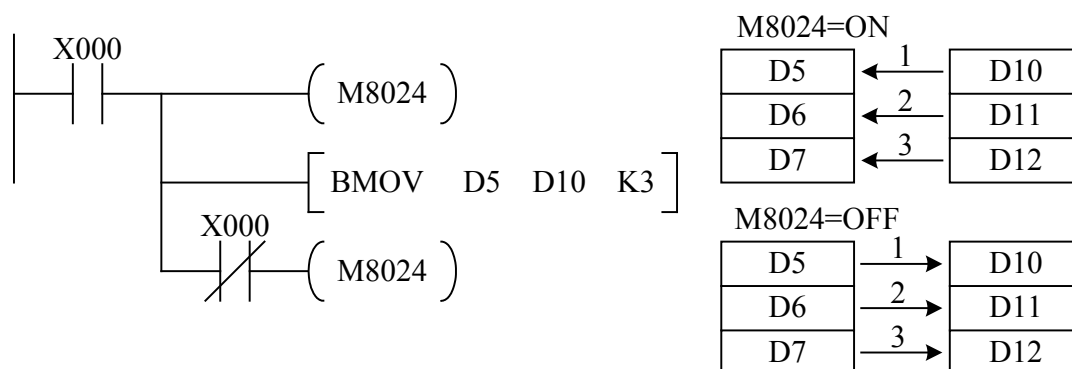 X000
M8024
BMOV D5 D10 K3
X000
M8024
M8024=ON
D5 1 D10
D6 2 D11
D7 3 D12
M8024=OFF
D5 1 D10
D6 2 D11
D7 3 D12